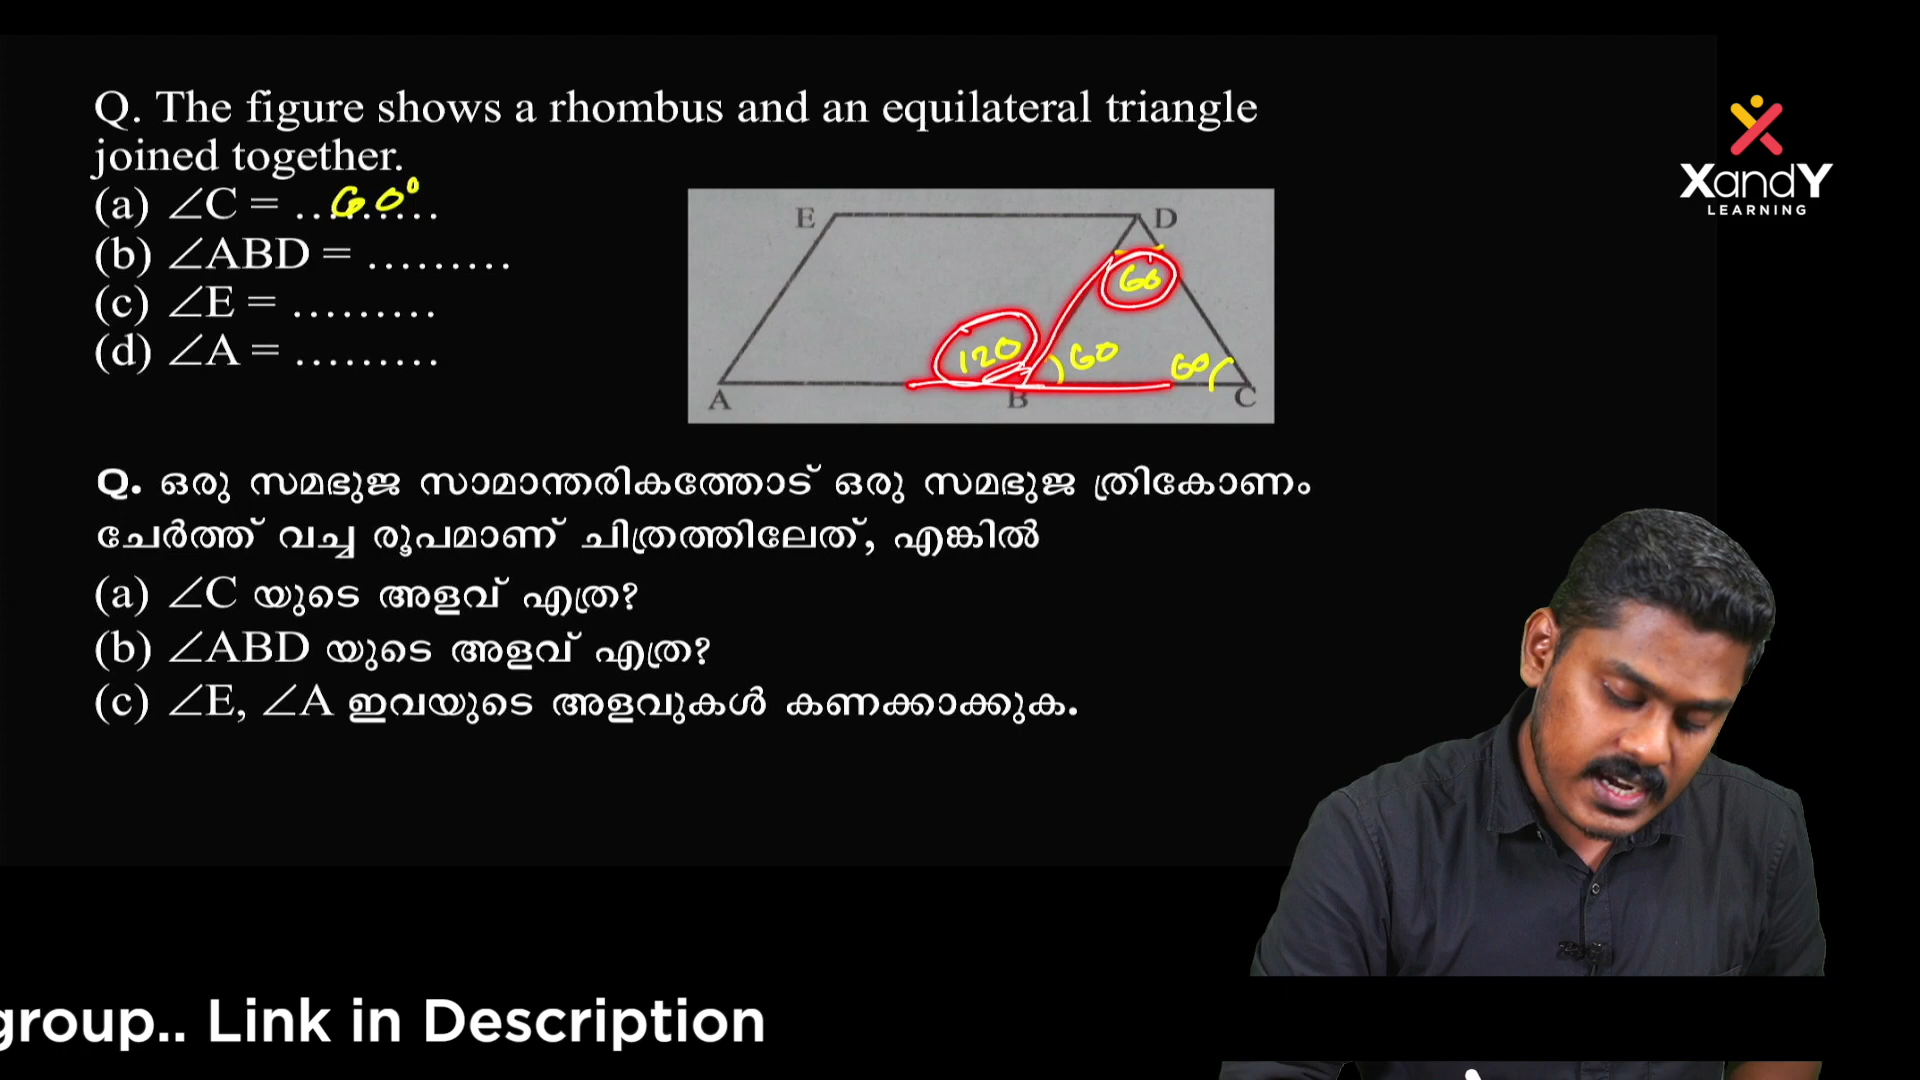 Q. The figure shows a rhombus and an equilateral triangle
joined together.
(a) ∠C = ...60°......
(b) ∠ABD = .........
(c) ∠E = .........
(d) ∠A = .........
E
D
60
120
60
60
A
B
C
XandY
LEARNING
Q. ഒരു സമഭുജ സാമാന്തരികത്തോട് ഒരു സമഭുജ ത്രികോണം
ചേർത്ത് വച്ച രൂപമാണ് ചിത്രത്തിലേത്, എങ്കിൽ
(a) ∠C യുടെ അളവ് എത്ര?
(b) ∠ABD യുടെ അളവ് എത്ര?
(c) ∠E, ∠A ഇവയുടെ അളവുകൾ കണക്കാക്കുക.
group.. Link in Description